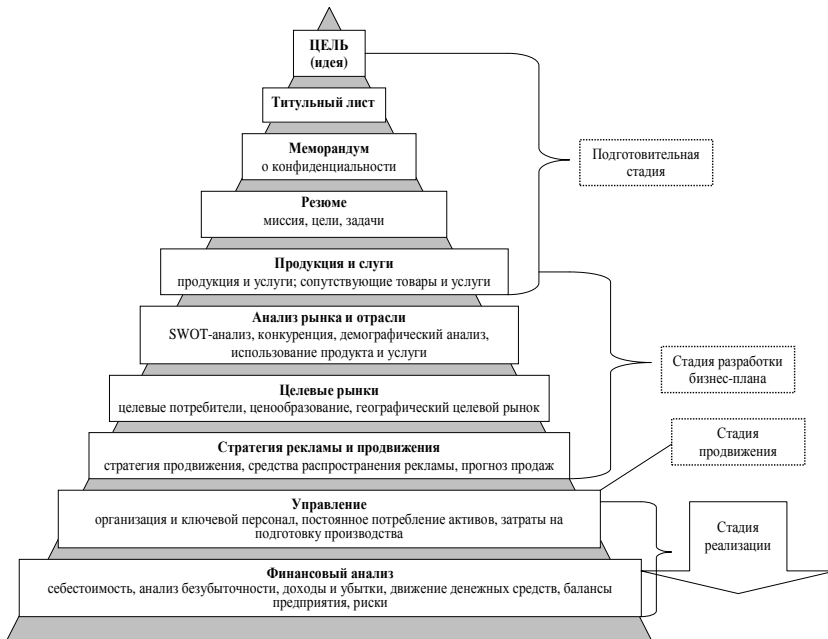 ЦЕЛЬ
(идея)
Титульный лист
Меморандум
о конфиденциальности
Резюме
миссия, цели, задачи
Продукция и слуги
продукция и услуги; сопутствующие товары и услуги
Анализ рынка и отрасли
SWOT-анализ, конкуренция, демографический анализ,
использование продукта и услуги
Целевые рынки
целевые потребители, ценообразование, географический целевой рынок
Стратегия рекламы и продвижения
стратегия продвижения, средства распространения рекламы, прогноз продаж
Управление
организация и ключевой персонал, постоянное потребление активов, затраты на
подготовку производства
Финансовый анализ
себестоимость, анализ безубыточности, доходы и убытки, движение денежных средств, балансы
предприятия, риски
Подготовительная
стадия
Стадия разработки
бизнес-плана
Стадия
продвижения
Стадия
реализации